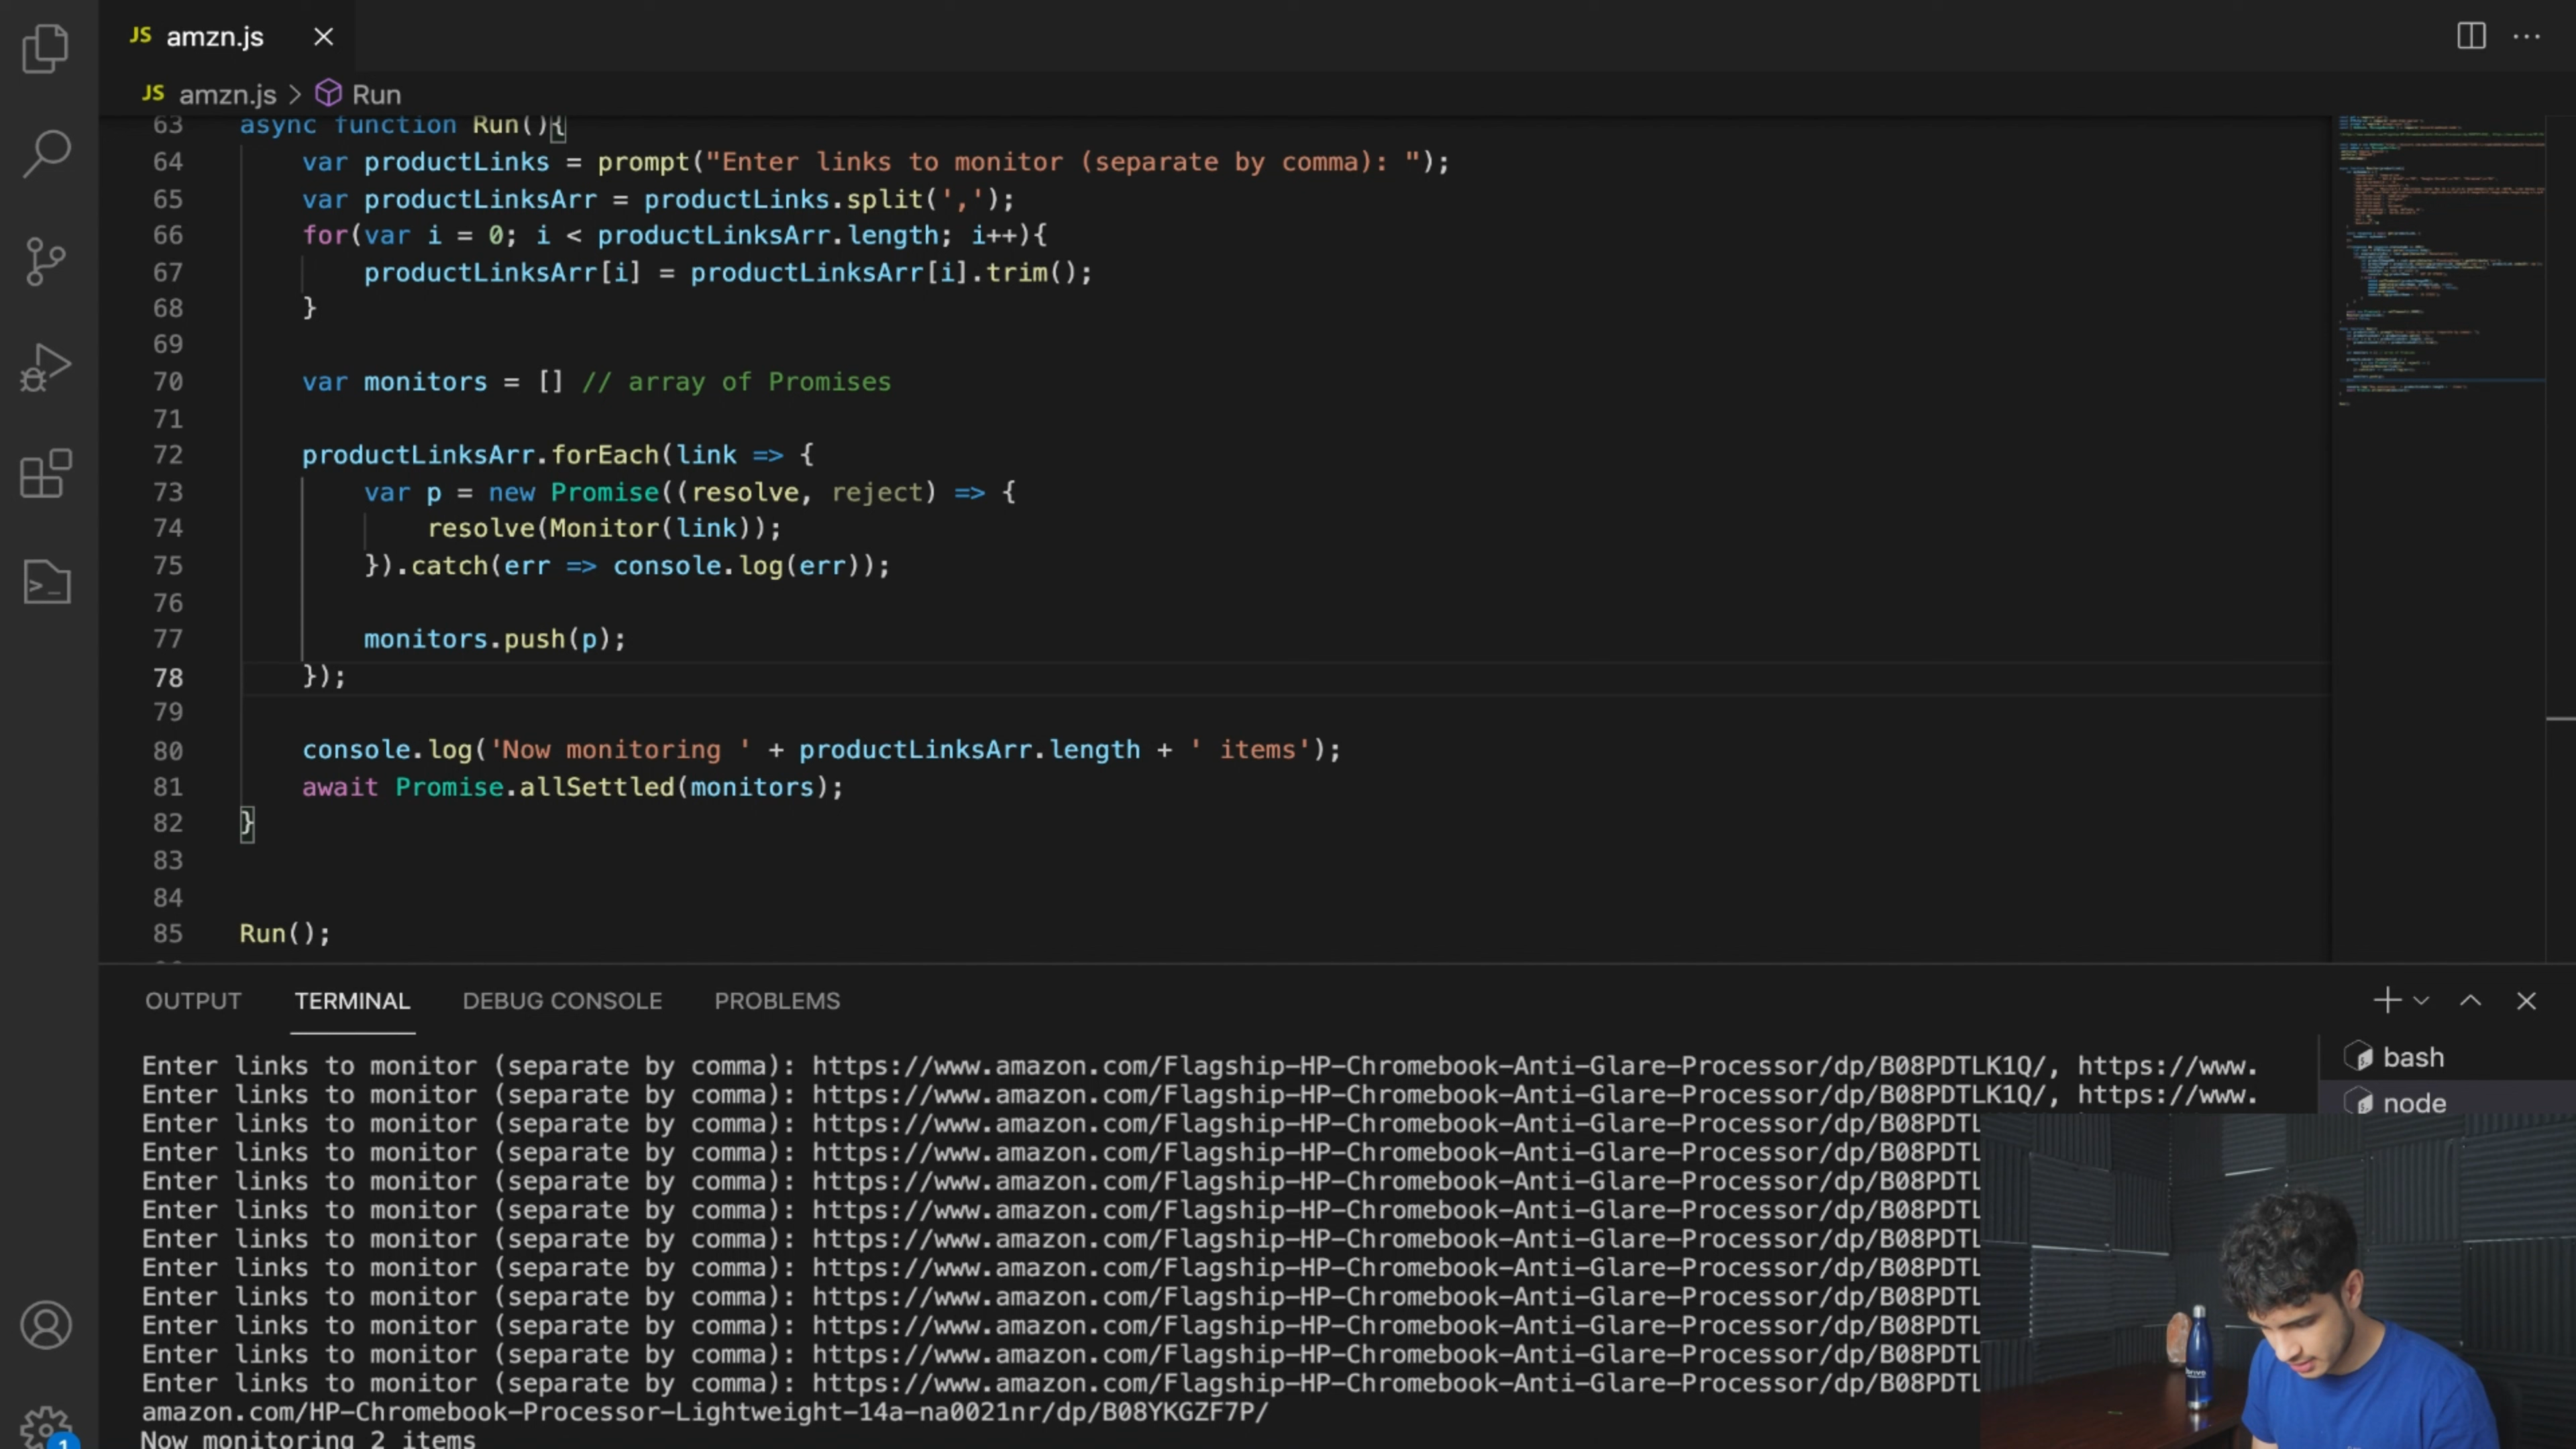 JS amzn.js
JS amzn.js > Run
63 async function Run(){
64 var productLinks = prompt("Enter links to monitor (separate by comma): ");
65 var productLinksArr = productLinks.split(',');
66 for(var i = 0; i < productLinksArr.length; i++){
67 productLinksArr[i] = productLinksArr[i].trim();
68 }
69
70 var monitors = [] // array of Promises
71
72 productLinksArr.forEach(link => {
73 var p = new Promise((resolve, reject) => {
74 resolve(Monitor(link));
75 }).catch(err => console.log(err));
76
77 monitors.push(p);
78 });
79
80 console.log('Now monitoring ' + productLinksArr.length + ' items');
81 await Promise.allSettled(monitors);
82 }
83
84
85 Run();
OUTPUT TERMINAL DEBUG CONSOLE PROBLEMS
Enter links to monitor (separate by comma): https://www.amazon.com/Flagship-HP-Chromebook-Anti-Glare-Processor/dp/B08PDTLK1Q/, https://www.
Enter links to monitor (separate by comma): https://www.amazon.com/Flagship-HP-Chromebook-Anti-Glare-Processor/dp/B08PDTLK1Q/, https://www.
Enter links to monitor (separate by comma): https://www.amazon.com/Flagship-HP-Chromebook-Anti-Glare-Processor/dp/B08PDTL
Enter links to monitor (separate by comma): https://www.amazon.com/Flagship-HP-Chromebook-Anti-Glare-Processor/dp/B08PDTL
Enter links to monitor (separate by comma): https://www.amazon.com/Flagship-HP-Chromebook-Anti-Glare-Processor/dp/B08PDTL
Enter links to monitor (separate by comma): https://www.amazon.com/Flagship-HP-Chromebook-Anti-Glare-Processor/dp/B08PDTL
Enter links to monitor (separate by comma): https://www.amazon.com/Flagship-HP-Chromebook-Anti-Glare-Processor/dp/B08PDTL
Enter links to monitor (separate by comma): https://www.amazon.com/Flagship-HP-Chromebook-Anti-Glare-Processor/dp/B08PDTL
Enter links to monitor (separate by comma): https://www.amazon.com/Flagship-HP-Chromebook-Anti-Glare-Processor/dp/B08PDTL
Enter links to monitor (separate by comma): https://www.amazon.com/Flagship-HP-Chromebook-Anti-Glare-Processor/dp/B08PDTL
Enter links to monitor (separate by comma): https://www.amazon.com/Flagship-HP-Chromebook-Anti-Glare-Processor/dp/B08PDTL
Enter links to monitor (separate by comma): https://www.amazon.com/Flagship-HP-Chromebook-Anti-Glare-Processor/dp/B08PDTL
amazon.com/HP-Chromebook-Processor-Lightweight-14a-na0021nr/dp/B08YKGZF7P/
Now monitoring 2 items
bash
node
1